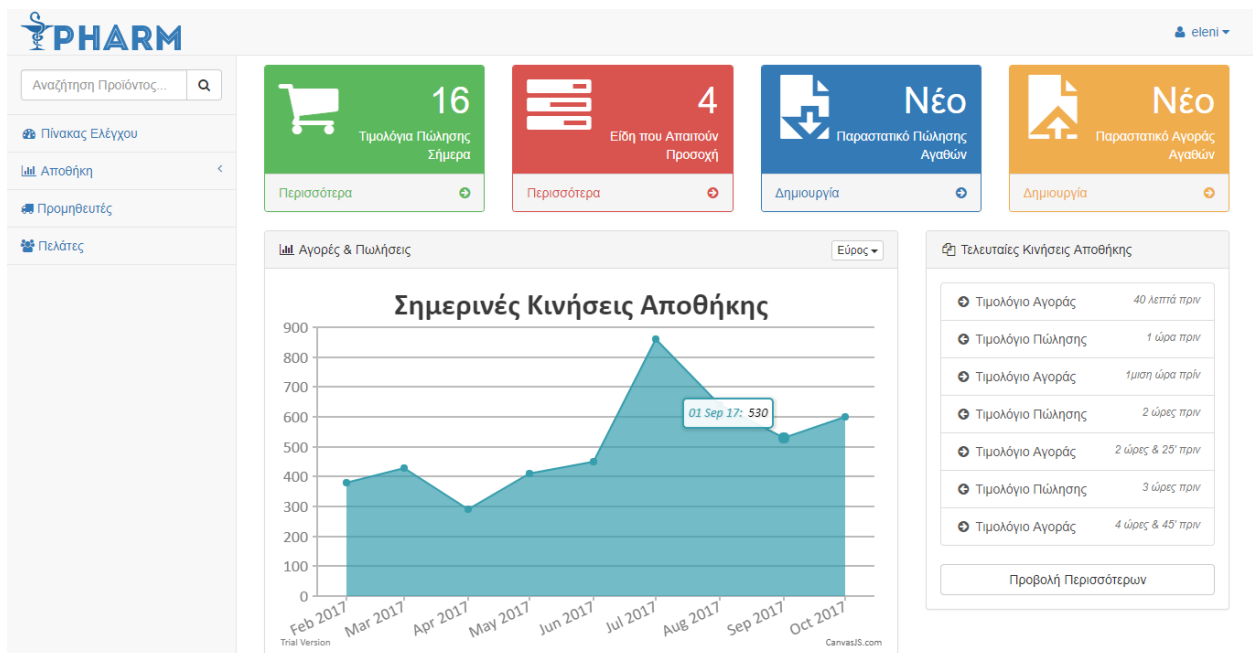 PHARM
eleni
Αναζήτηση Προϊόντος...
Πίνακας Ελέγχου
Αποθήκη
Προμηθευτές
Πελάτες
16
Τιμολόγια Πώλησης
Σήμερα
Περισσότερα
4
Είδη που Απαιτούν
Προσοχή
Περισσότερα
Νέο
Παραστατικό Πώλησης
Αγαθών
Δημιουργία
Νέο
Παραστατικό Αγοράς
Αγαθών
Δημιουργία
Αγορές & Πωλήσεις
Εύρος
Σημερινές Κινήσεις Αποθήκης
900
800
700
600
500
400
300
200
100
0
01 Sep 17: 530
Feb 2017
Mar 2017
Apr 2017
May 2017
Jun 2017
Jul 2017
Aug 2017
Sep 2017
Oct 2017
Trial Version
CanvasJS.com
Τελευταίες Κινήσεις Αποθήκης
Τιμολόγιο Αγοράς 40 λεπτά πριν
Τιμολόγιο Πώλησης 1 ώρα πριν
Τιμολόγιο Αγοράς 1μιση ώρα πρίν
Τιμολόγιο Πώλησης 2 ώρες πριν
Τιμολόγιο Αγοράς 2 ώρες & 25' πριν
Τιμολόγιο Πώλησης 3 ώρες πριν
Τιμολόγιο Αγοράς 4 ώρες & 45' πριν
Προβολή Περισσότερων